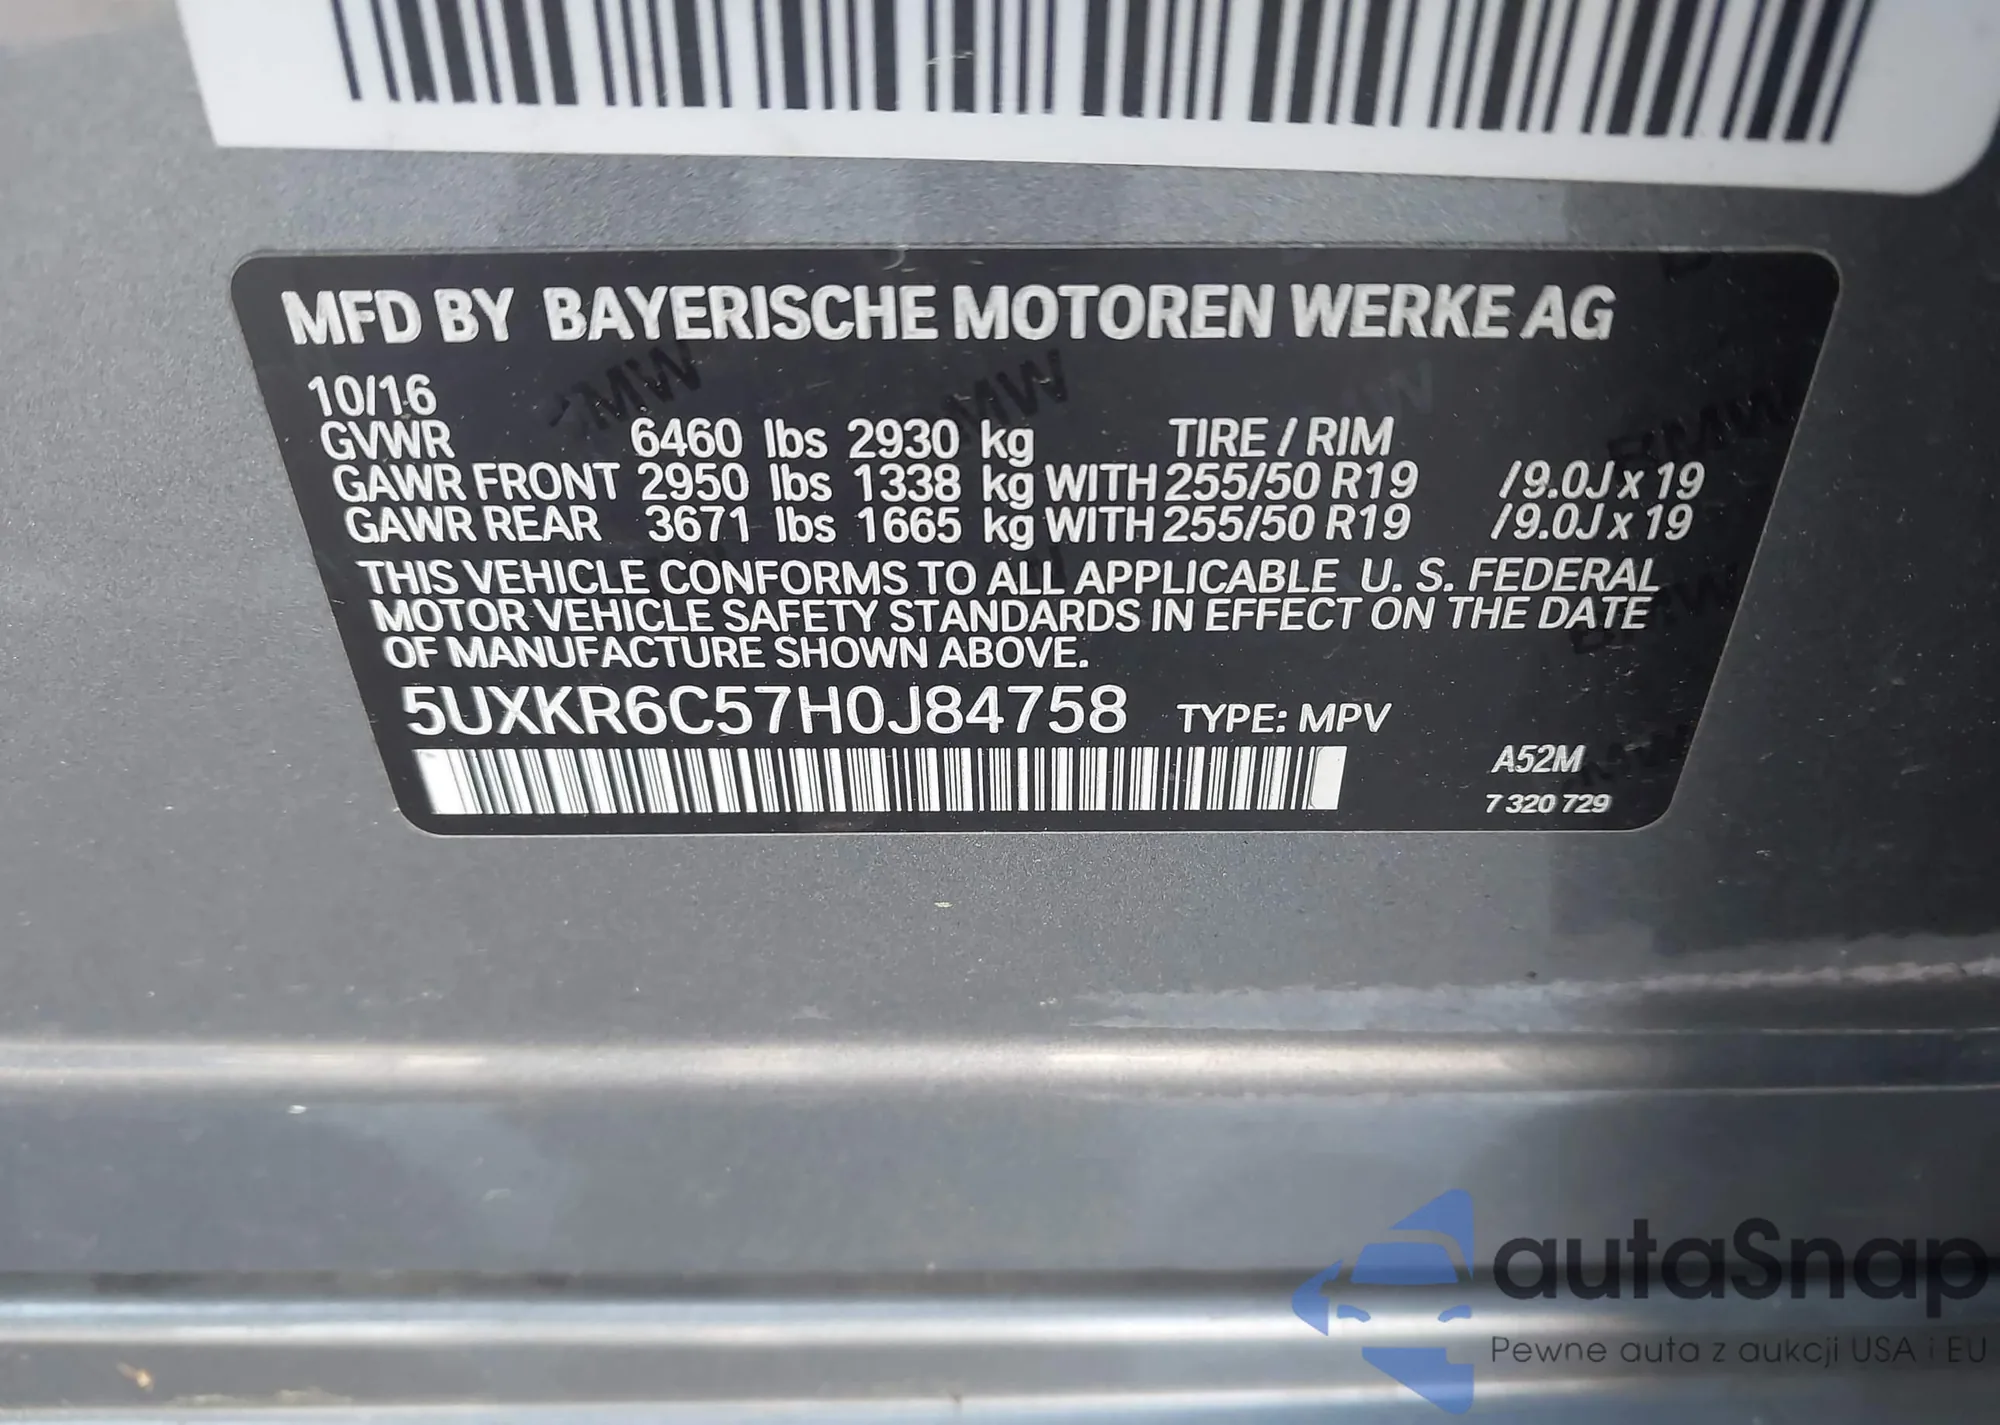 MFD BY BAYERISCHE MOTOREN WERKE AG
10/16
GVWR 6460 lbs 2930 kg TIRE / RIM
GAWR FRONT 2950 lbs 1338 kg WITH 255/50 R19 /9.0J x 19
GAWR REAR 3671 lbs 1665 kg WITH 255/50 R19 /9.0J x 19
THIS VEHICLE CONFORMS TO ALL APPLICABLE U. S. FEDERAL
MOTOR VEHICLE SAFETY STANDARDS IN EFFECT ON THE DATE
OF MANUFACTURE SHOWN ABOVE.
5UXKR6C57H0J84758 TYPE: MPV
A52M
7 320 729
autaSnap
Pewne auta z aukcji USA i EU